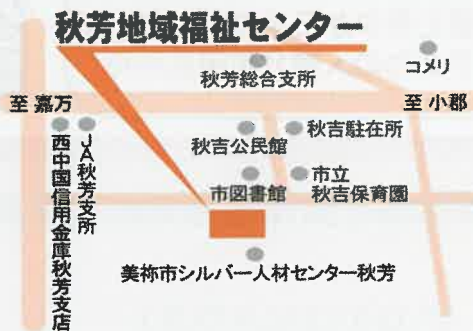 秋芳地域福祉センター
コメリ
秋芳総合支所
至 嘉万
至 小郡
秋吉公民館
秋吉駐在所
JA秋芳支所
西中国信用金庫秋芳支店
市図書館
市立
秋吉保育園
美祢市シルバー人材センター秋芳